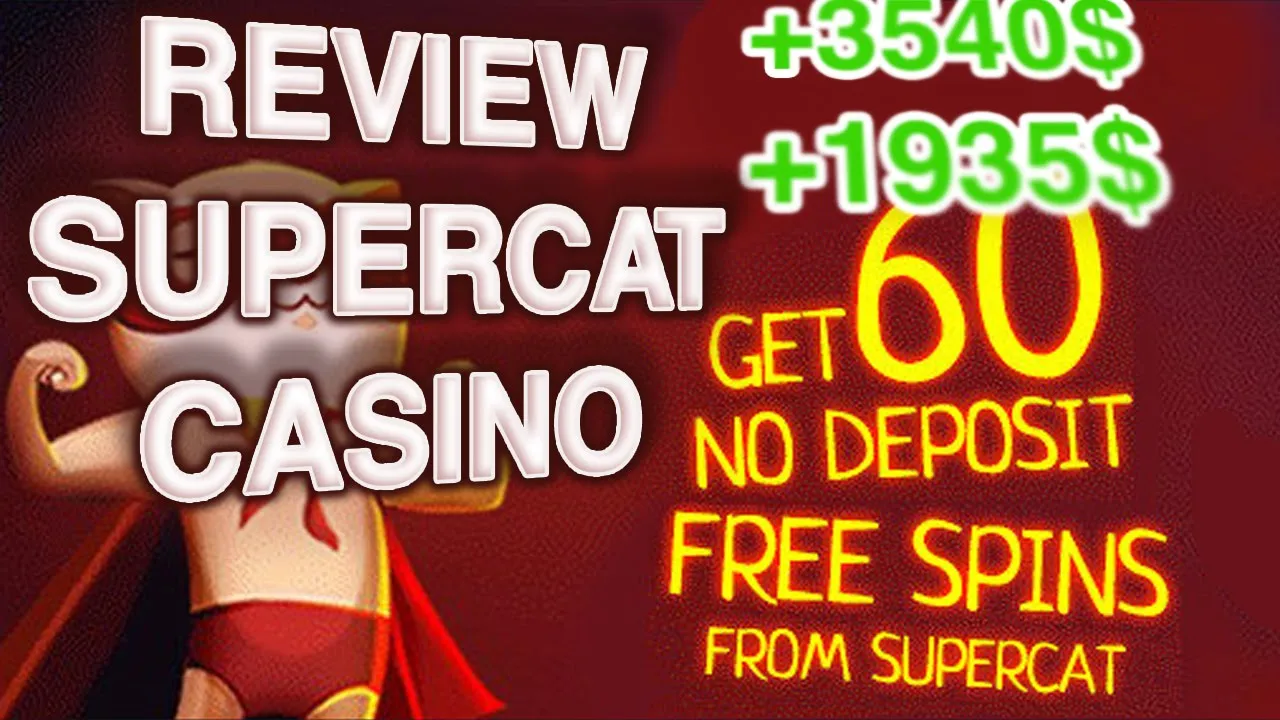 REVIEW
SUPERCAT
CASINO
+3540$
+1935$
GET 60
NO DEPOSIT
FREE SPINS
FROM SUPERCAT